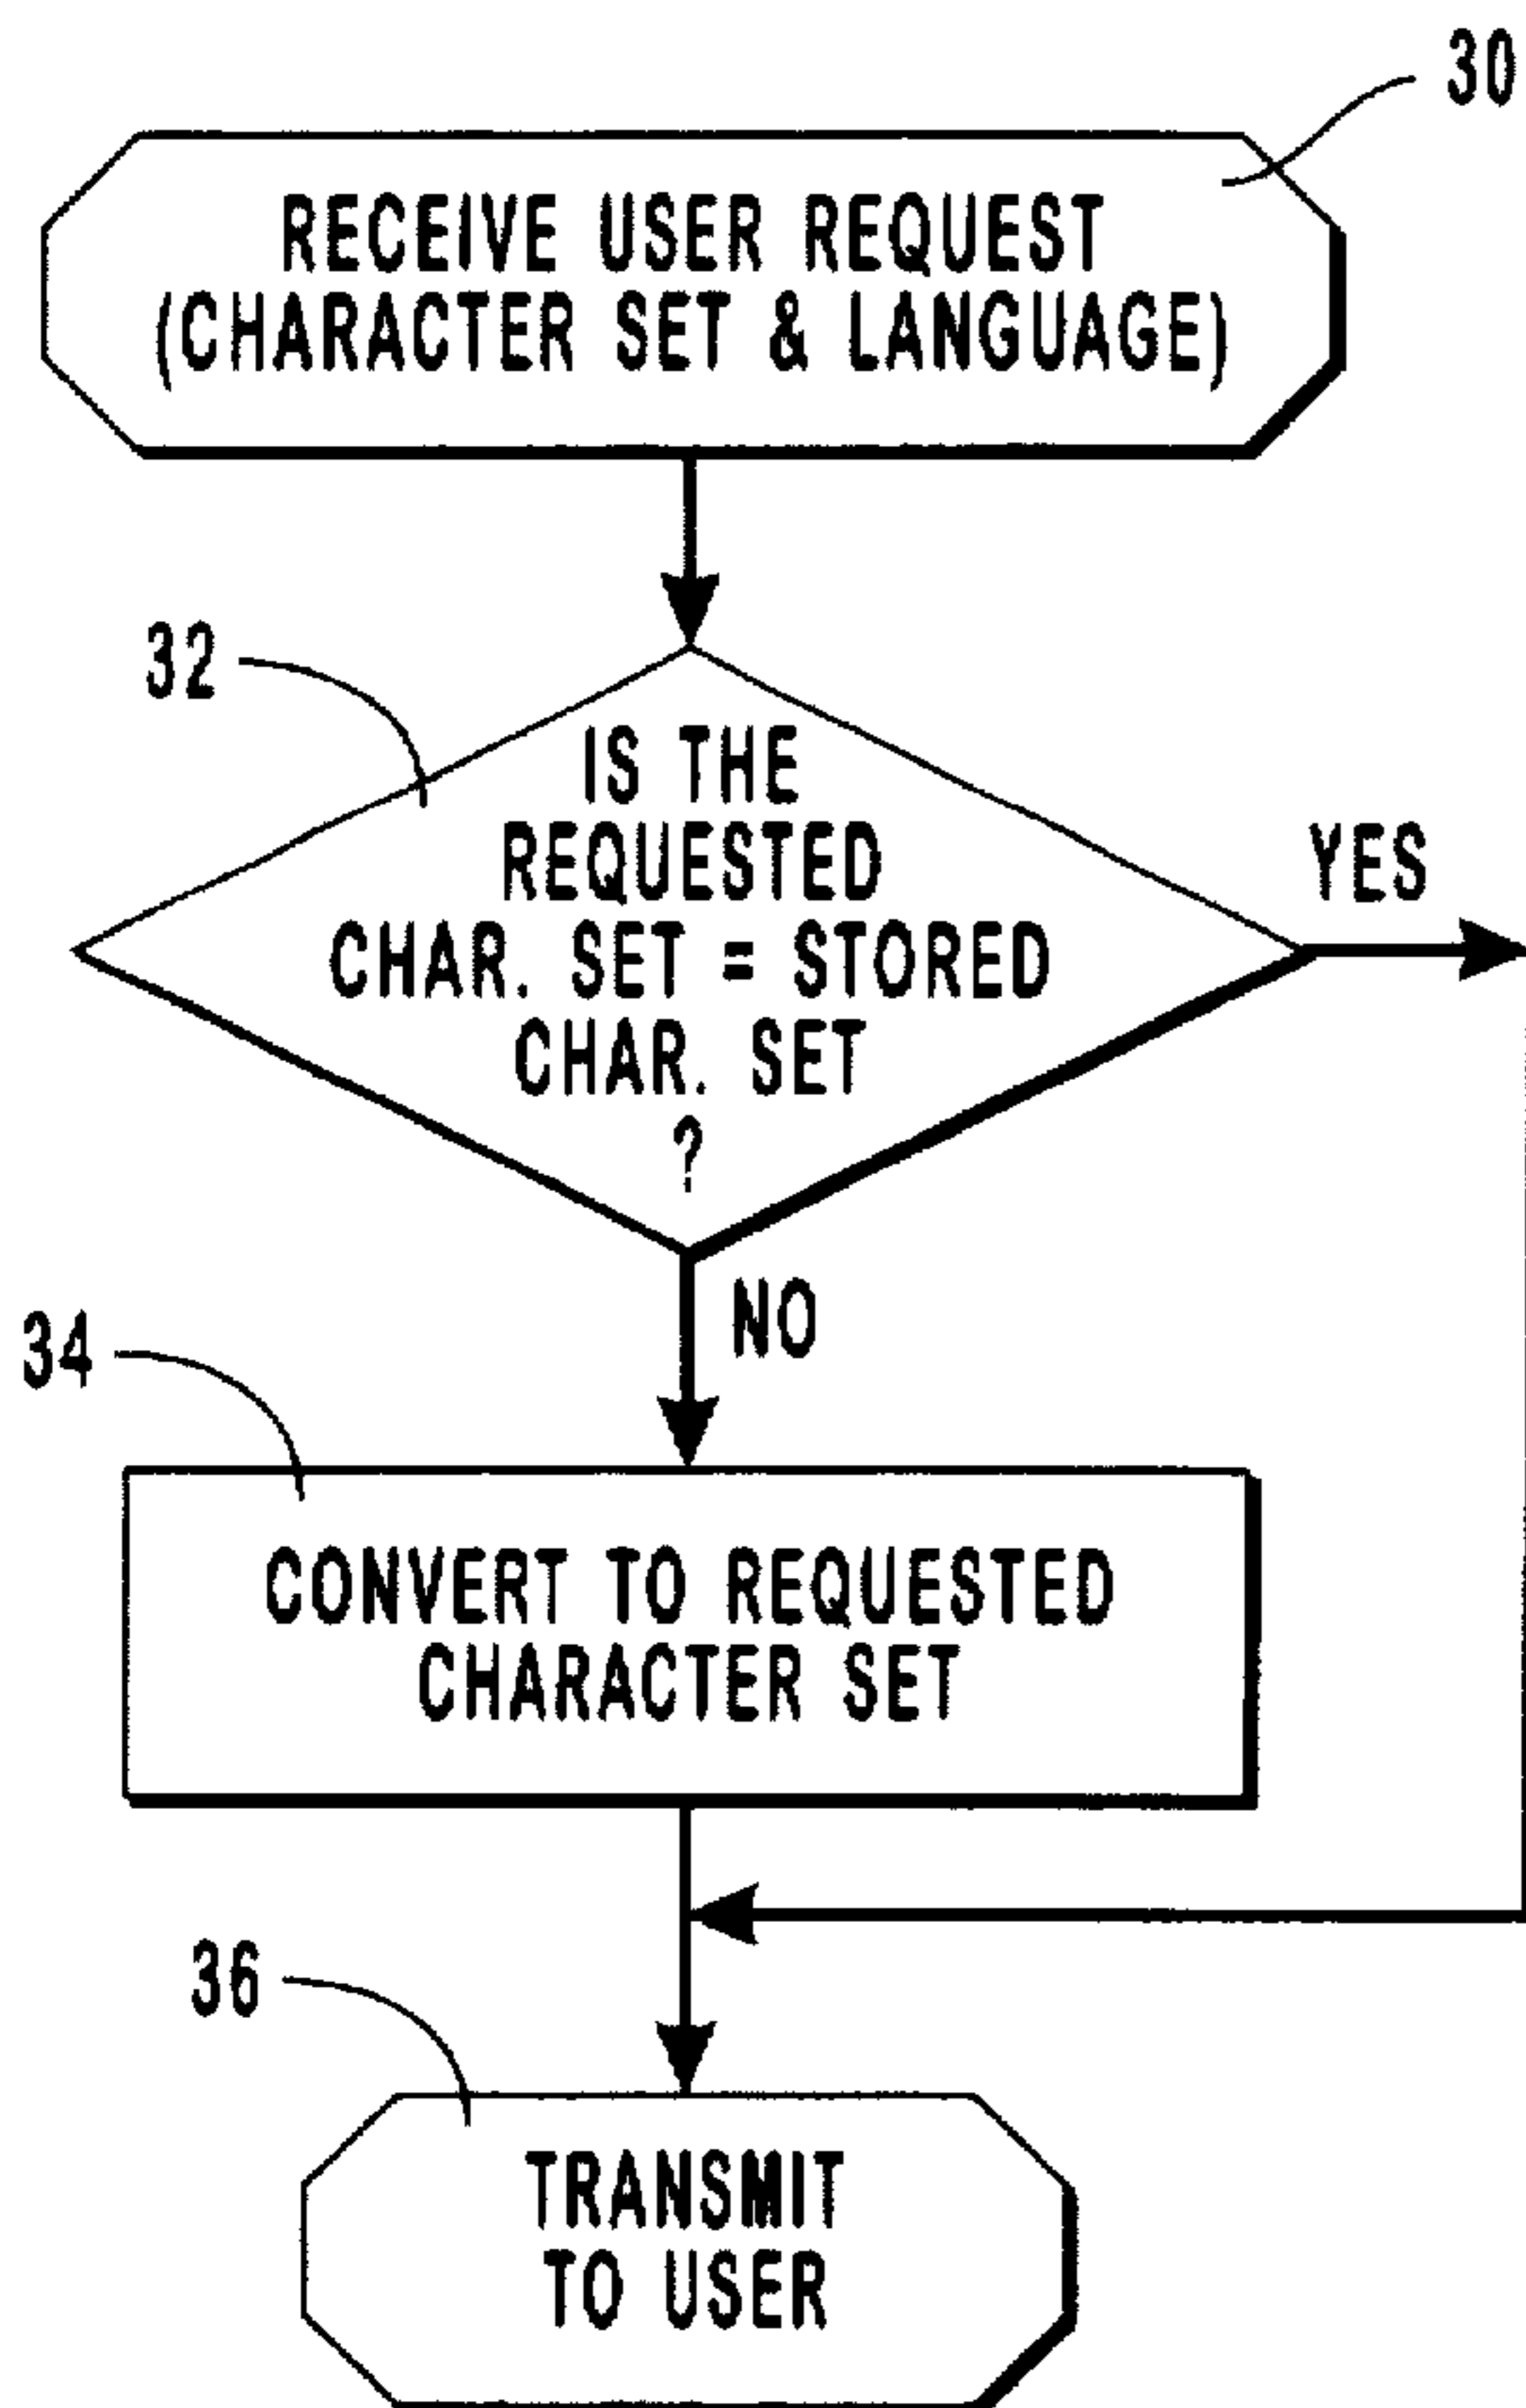 30
RECEIVE USER REQUEST
(CHARACTER SET & LANGUAGE)
32
IS THE
REQUESTED
CHAR. SET = STORED
CHAR. SET
?
YES
NO
34
CONVERT TO REQUESTED
CHARACTER SET
36
TRANSMIT
TO USER